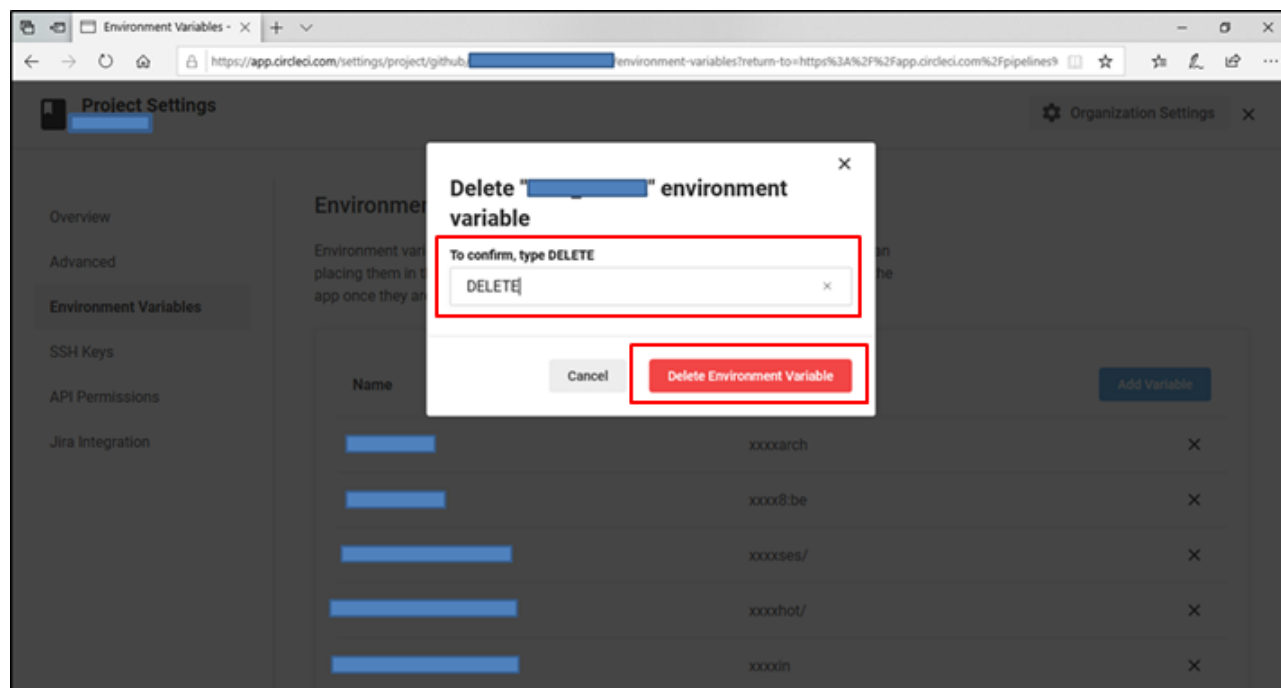 Environment Variables -
https://app.circleci.com/settings/project/github, /environment-variables?return-to=https%3A%2F%2Fapp.circleci.com%2Fpipelines%
Project Settings
Organization Settings
Delete " " environment
variable
To confirm, type DELETE
DELETE
Cancel
Delete Environment Variable
Overview
Advanced
Environment Variables
SSH Keys
API Permissions
Jira Integration
Environment vari
placing them in
app once they are
an
he
Name
Add Variable
xxxxarch
xxxx8:be
xxxxses/
xxxxhot/
xxxxin